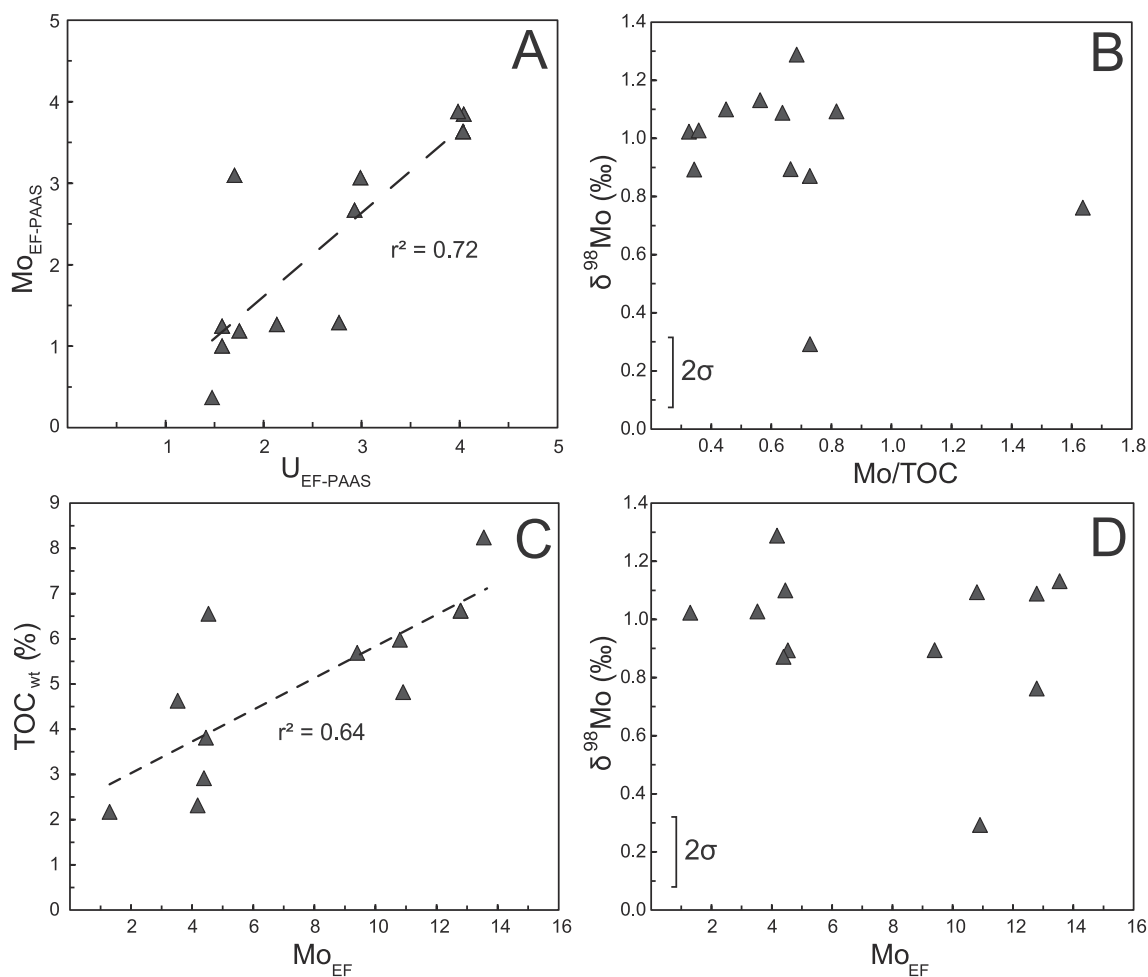 A
5
4
3
2
1
0
Mo EF-PAAS
r² = 0.72
1 2 3 4 5
U EF-PAAS
B
1.4
1.2
1.0
0.8
0.6
0.4
0.2
0.0
δ⁹⁸Mo (‰)
2σ
0.4 0.6 0.8 1.0 1.2 1.4 1.6 1.8
Mo/TOC
C
9
8
7
6
5
4
3
2
1
0
TOC wt (%)
r² = 0.64
2 4 6 8 10 12 14 16
Mo EF
D
1.4
1.2
1.0
0.8
0.6
0.4
0.2
0.0
δ⁹⁸Mo (‰)
2σ
2 4 6 8 10 12 14 16
Mo EF